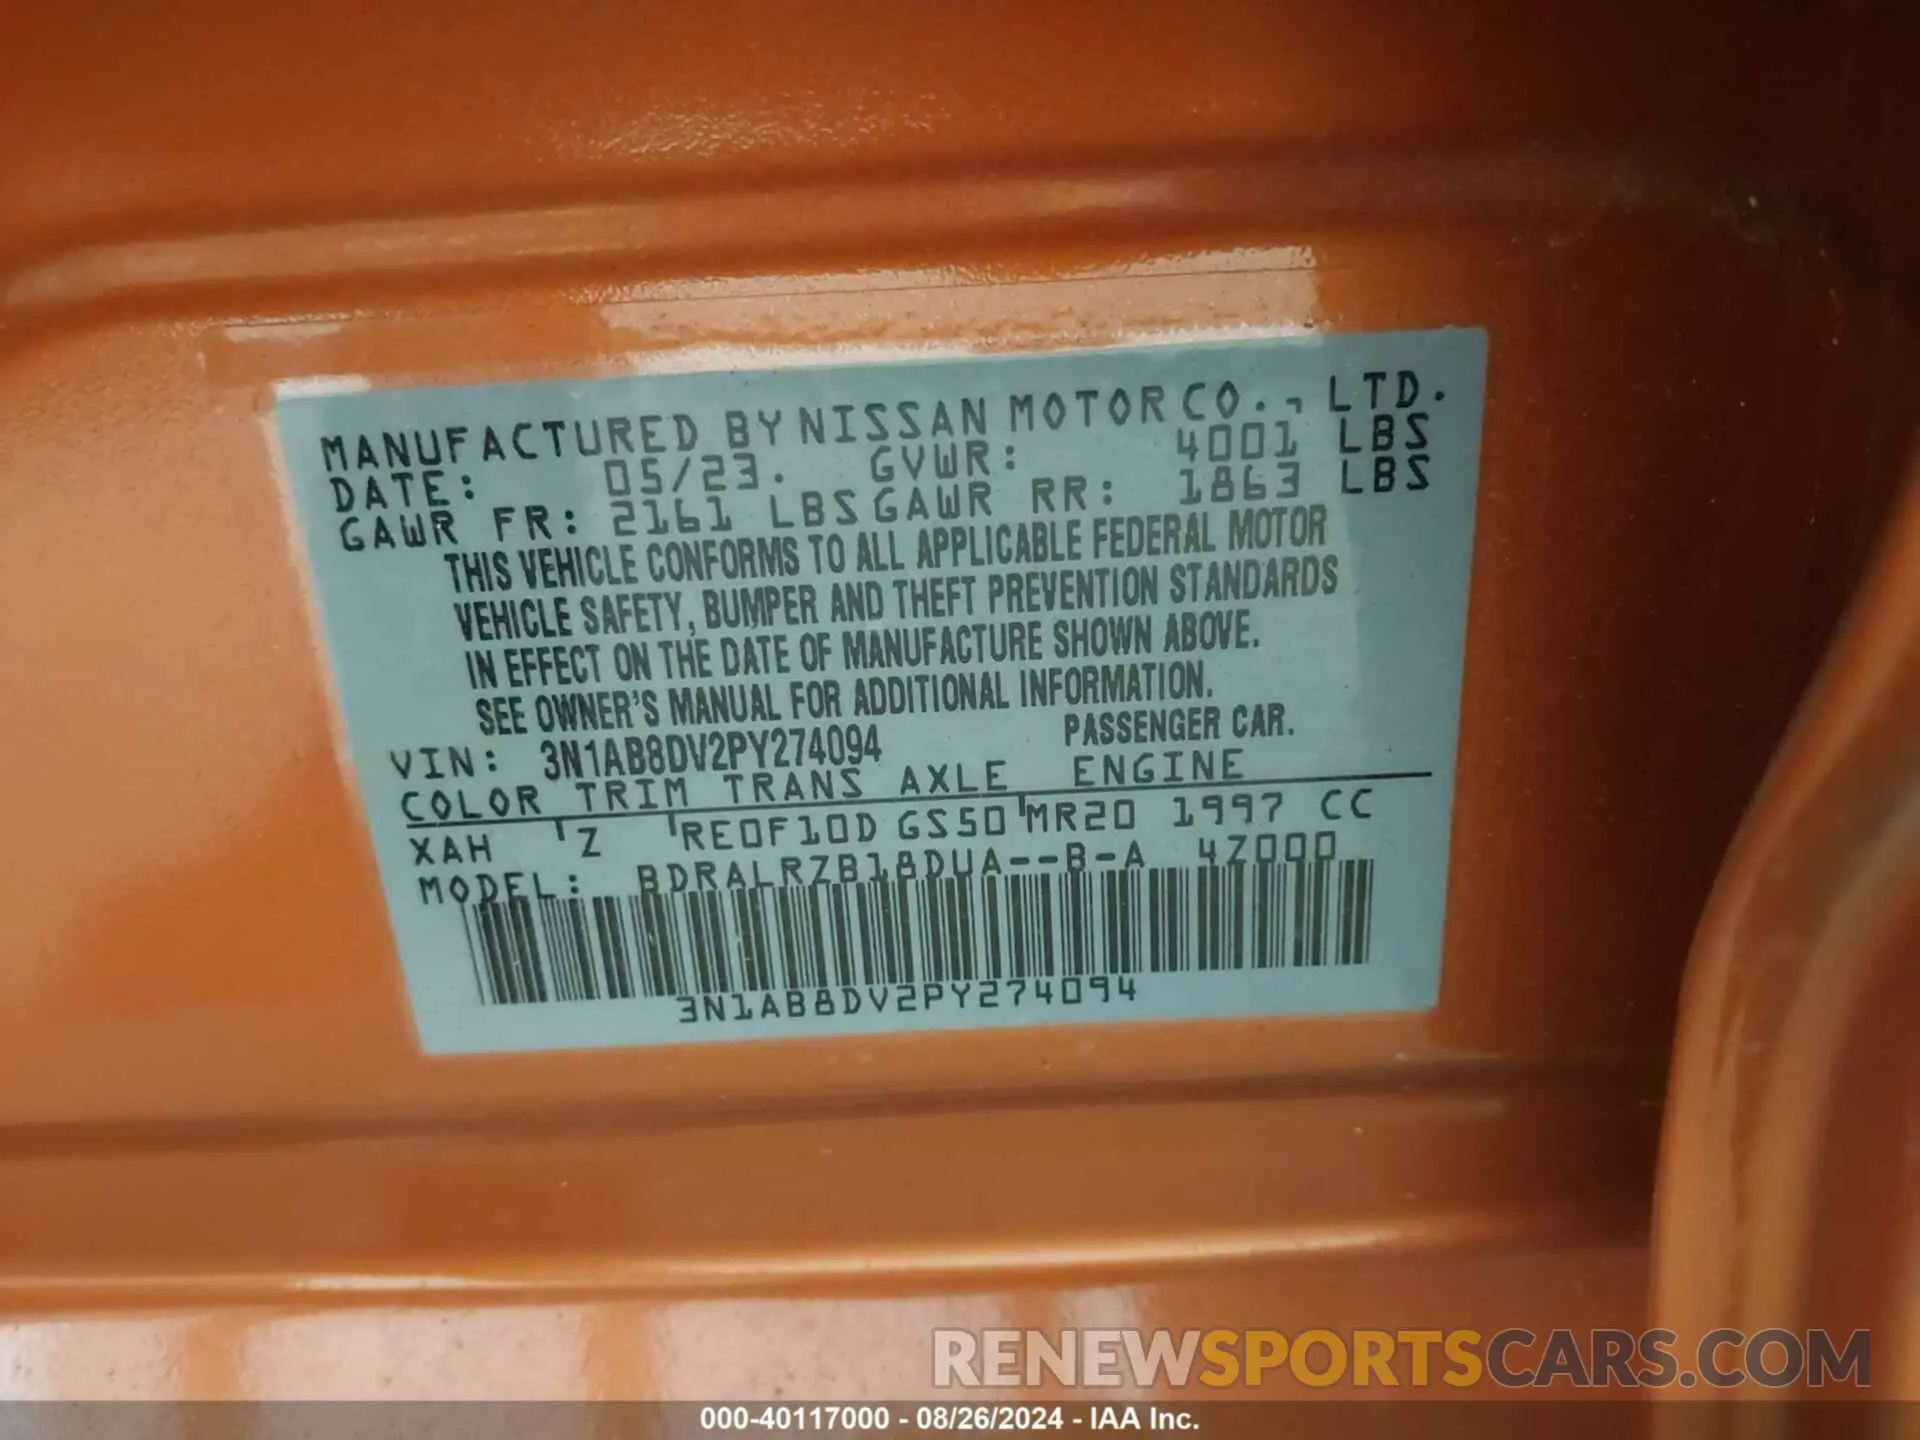 MANUFACTURED BY NISSAN MOTOR CO., LTD.
DATE: 05/23. GVWR: 4001 LBS
GAWR FR: 2161 LBS GAWR RR: 1863 LBS
THIS VEHICLE CONFORMS TO ALL APPLICABLE FEDERAL MOTOR
VEHICLE SAFETY, BUMPER AND THEFT PREVENTION STANDARDS
IN EFFECT ON THE DATE OF MANUFACTURE SHOWN ABOVE.
SEE OWNER'S MANUAL FOR ADDITIONAL INFORMATION.
VIN: 3N1AB8DV2PY274094 PASSENGER CAR.
COLOR TRIM TRANS AXLE ENGINE
XAH Z RE0F10D GS50 MR20 1997 CC
MODEL: BDRALRZB18DUA--B-A 4Z000
3N1AB8DV2PY274094
RENEWSPORTSCARS.COM
000-40117000 - 08/26/2024 - IAA Inc.